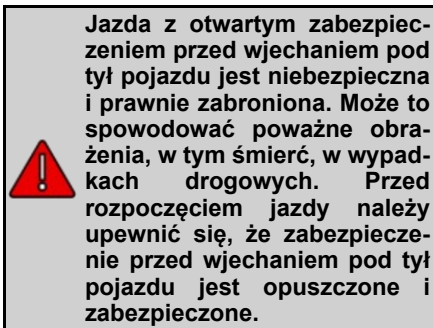 Jazda z otwartym zabezpiec-
zeniem przed wjechaniem pod
tył pojazdu jest niebezpieczna
i prawnie zabroniona. Może to
spowodować poważne obra-
żenia, w tym śmierć, w wypad-
kach drogowych. Przed
rozpoczęciem jazdy należy
upewnić się, że zabezpiecze-
nie przed wjechaniem pod tył
pojazdu jest opuszczone i
zabezpieczone.